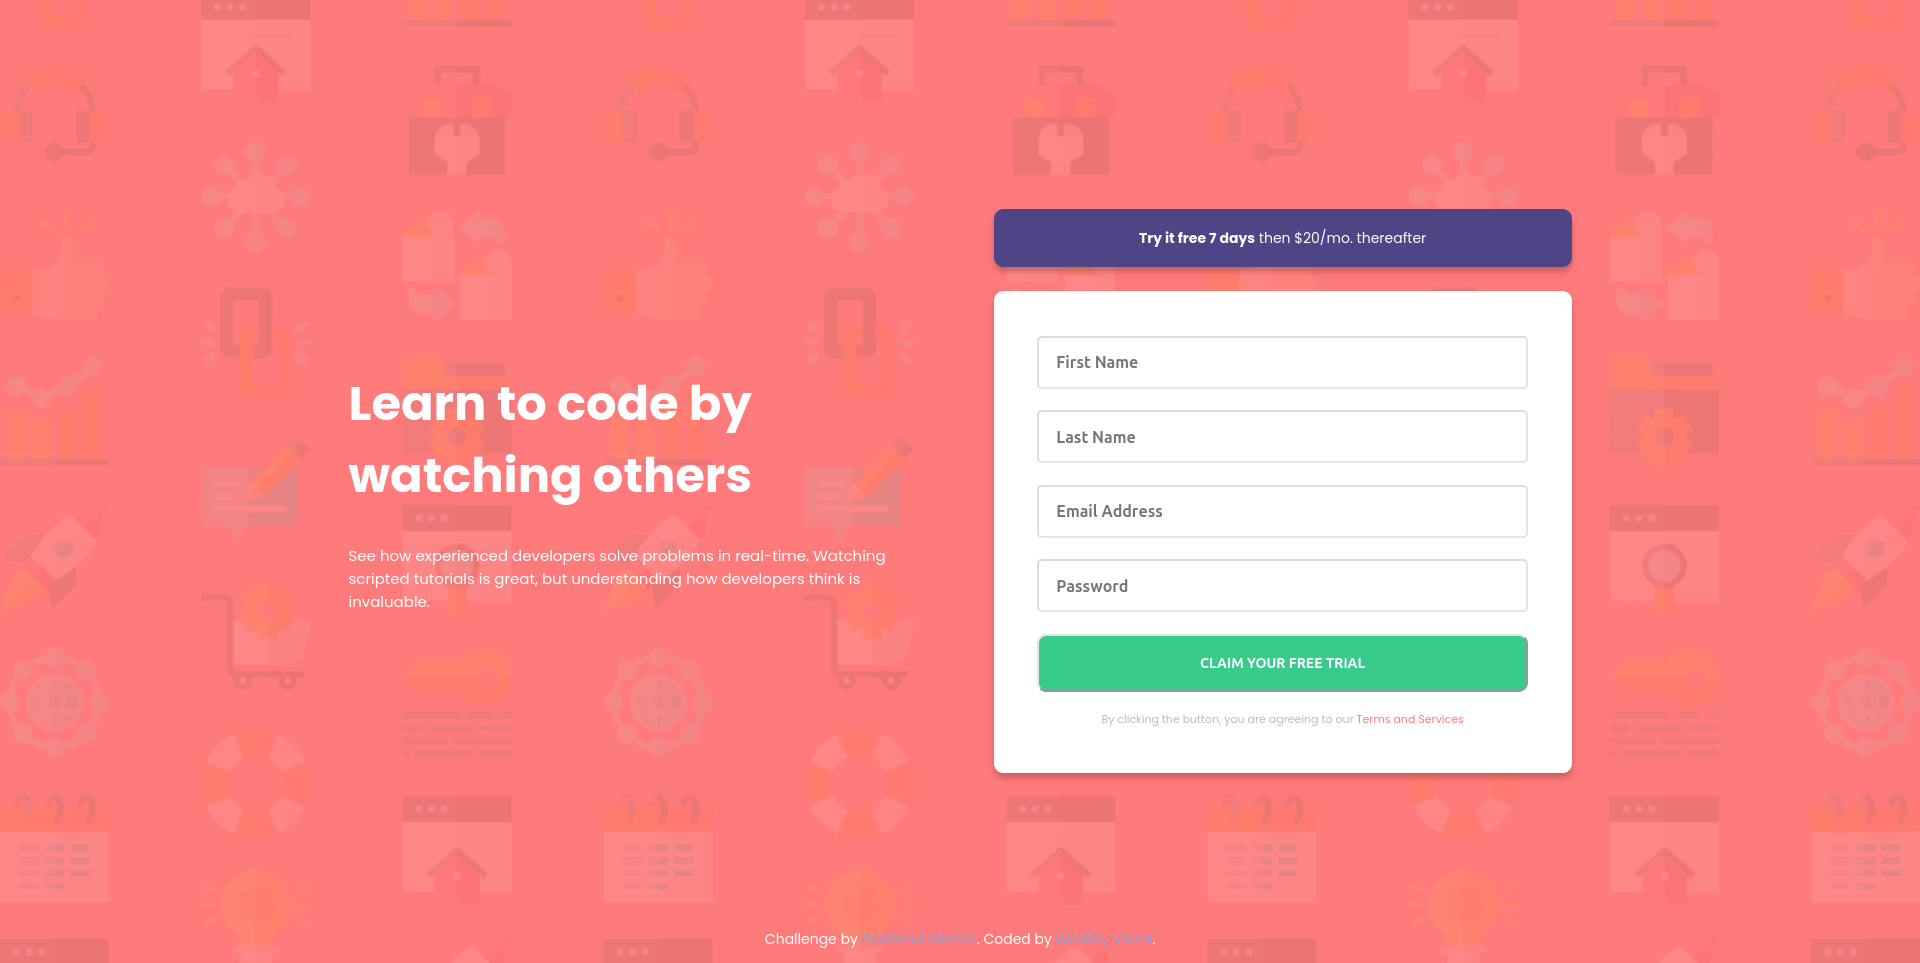 Learn to code by
watching others
See how experienced developers solve problems in real-time. Watching
scripted tutorials is great, but understanding how developers think is
invaluable.
Try it free 7 days then $20/mo. thereafter
First Name
Last Name
Email Address
Password
CLAIM YOUR FREE TRIAL
By clicking the button, you are agreeing to our Terms and Services
Challenge by Frontend Mentor. Coded by